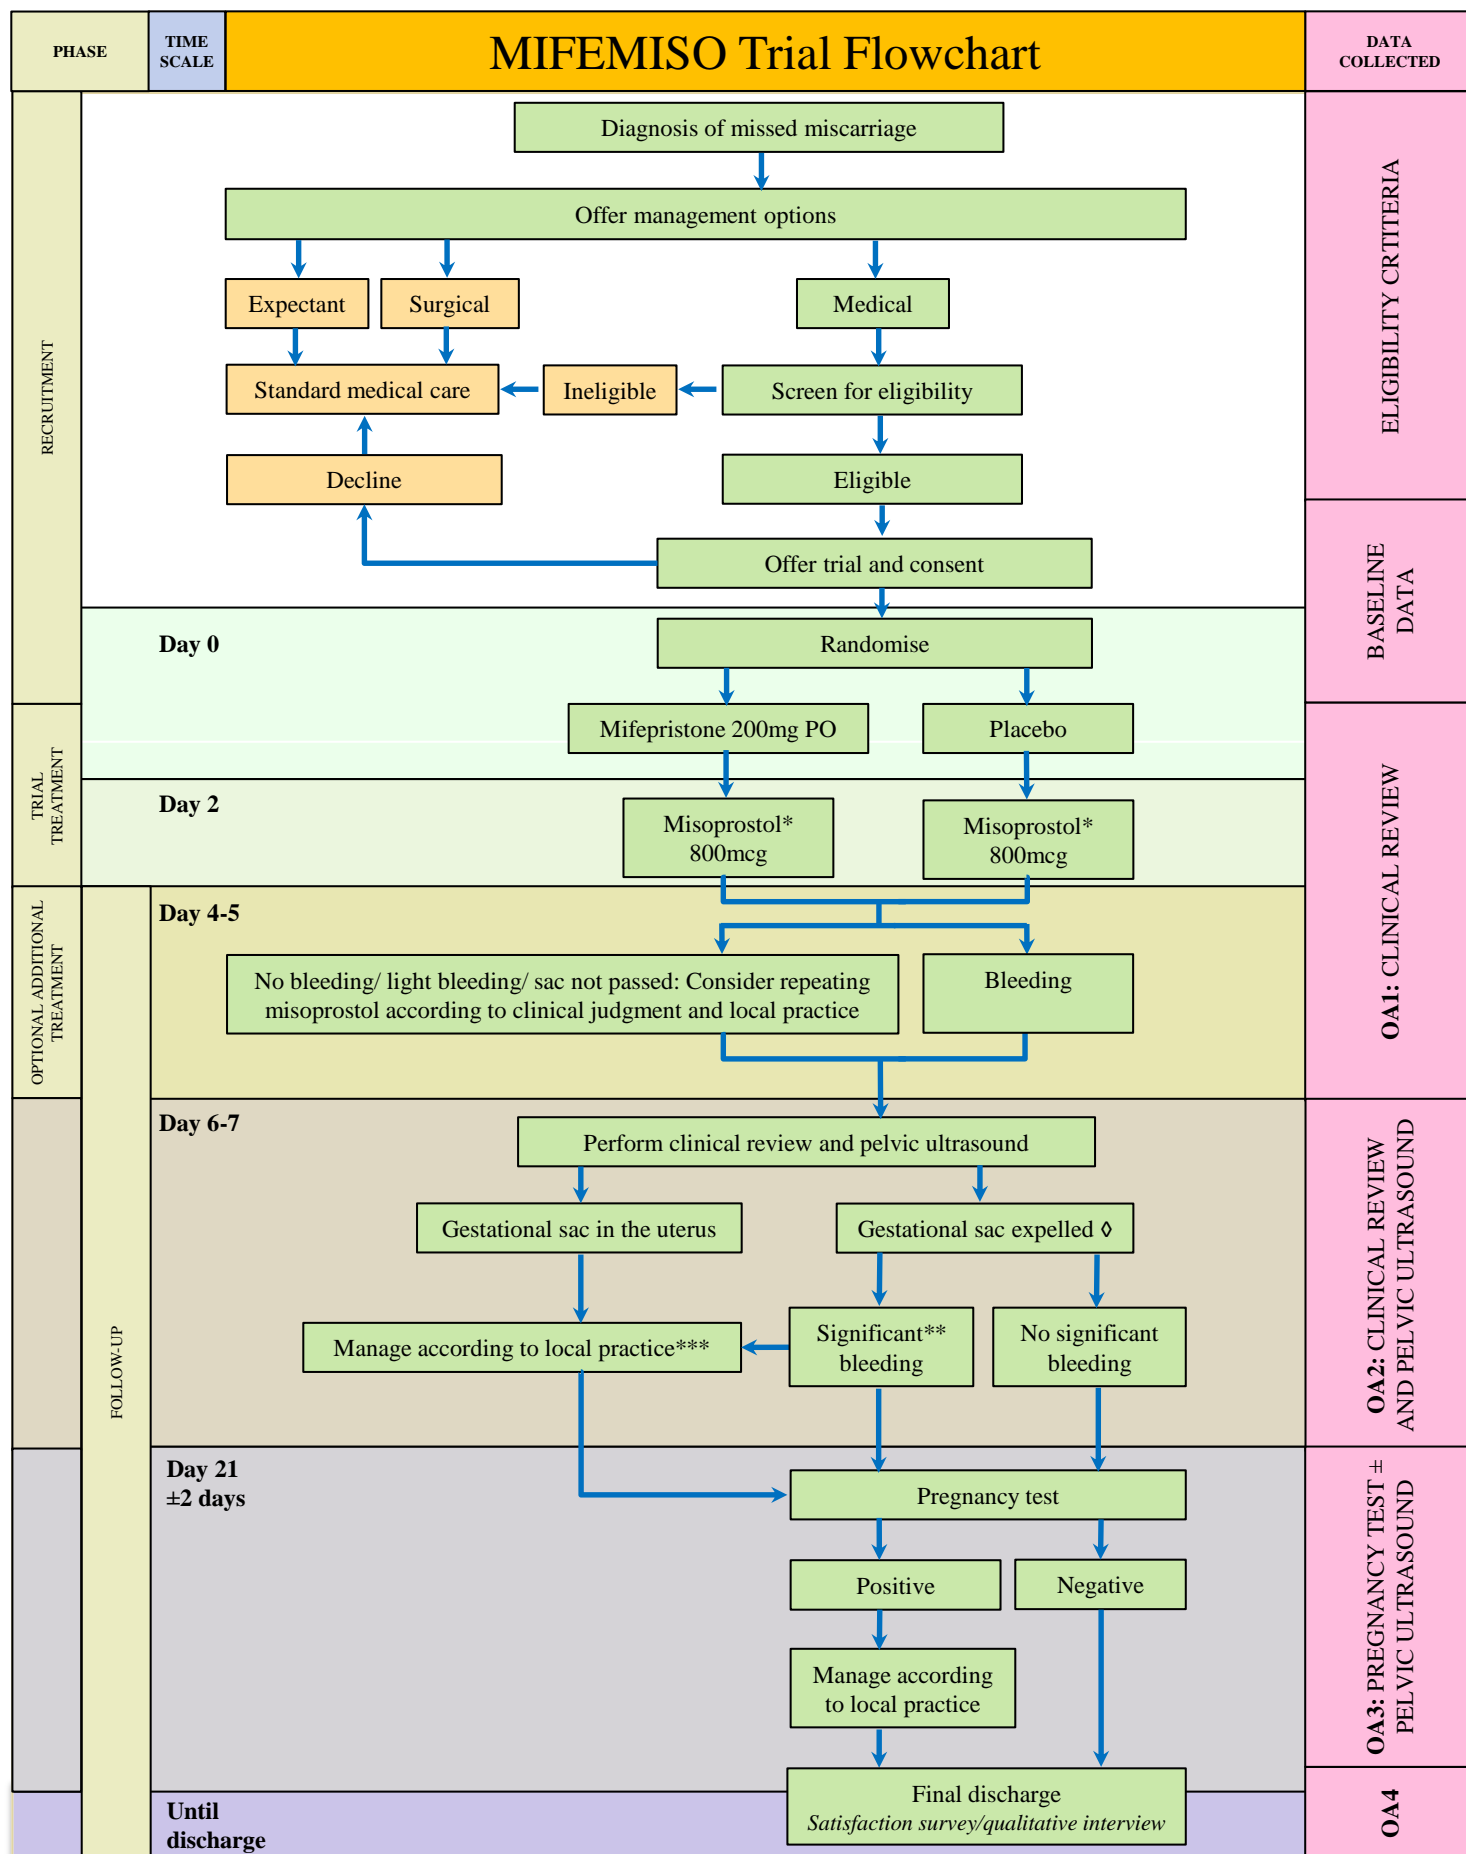 PHASE
TIME
SCALE
MIFEMISO Trial Flowchart
DATA
COLLECTED
Diagnosis of missed miscarriage
Offer management options
Expectant
Surgical
Medical
Standard medical care
Ineligible
Screen for eligibility
Decline
Eligible
Offer trial and consent
RECRUITMENT
ELIGIBILITY CRTITERIA
BASELINE
DATA
Day 0
Randomise
Mifepristone 200mg PO
Placebo
TRIAL
TREATMENT
Day 2
Misoprostol*
800mcg
Misoprostol*
800mcg
OA1: CLINICAL REVIEW
OPTIONAL ADDITIONAL
TREATMENT
Day 4-5
No bleeding/ light bleeding/ sac not passed: Consider repeating
misoprostol according to clinical judgment and local practice
Bleeding
FOLLOW-UP
Day 6-7
Perform clinical review and pelvic ultrasound
Gestational sac in the uterus
Gestational sac expelled ◊
Manage according to local practice***
Significant**
bleeding
No significant
bleeding
OA2: CLINICAL REVIEW
AND PELVIC ULTRASOUND
Day 21
±2 days
Pregnancy test
Positive
Negative
Manage according
to local practice
OA3: PREGNANCY TEST ±
PELVIC ULTRASOUND
Until
discharge
Final discharge
Satisfaction survey/qualitative interview
OA4